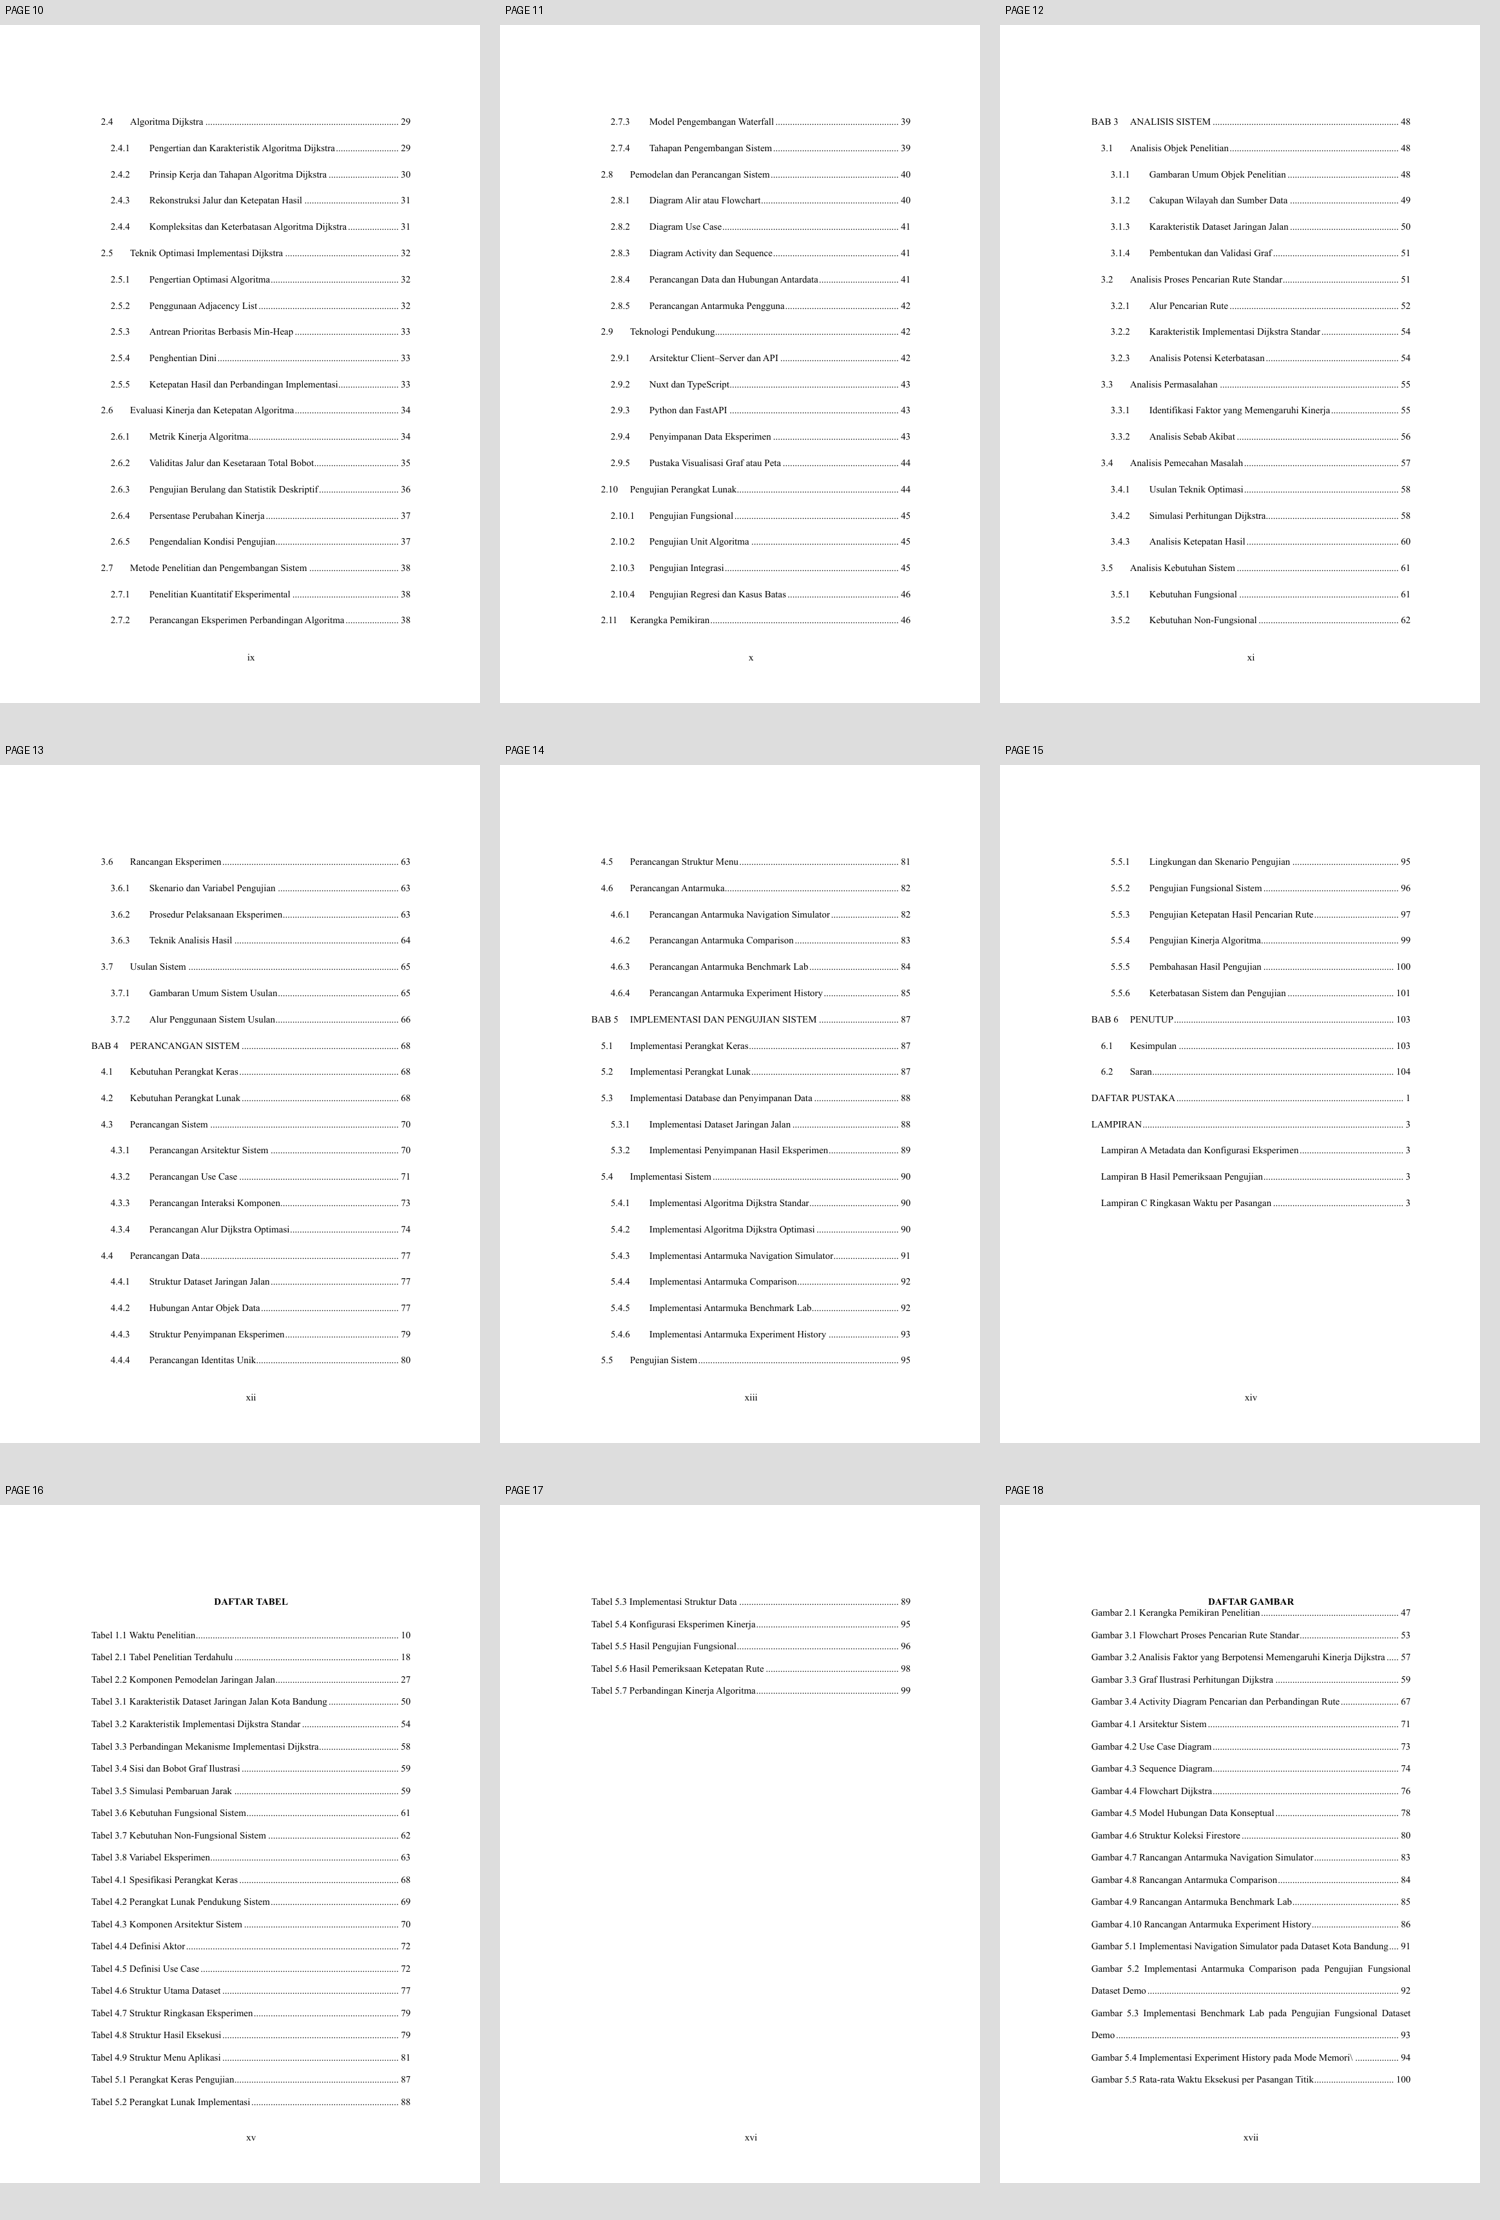 PAGE 10
2.4 Algoritma Dijkstra ........ 29
2.4.1 Pengertian dan Karakteristik Algoritma Dijkstra ........ 29
2.4.2 Prinsip Kerja dan Tahapan Algoritma Dijkstra ........ 30
2.4.3 Rekonstruksi Jalur dan Ketepatan Hasil ........ 31
2.4.4 Kompleksitas dan Keterbatasan Algoritma Dijkstra ........ 31
2.5 Teknik Optimasi Implementasi Dijkstra ........ 32
2.5.1 Pengertian Optimasi Algoritma ........ 32
2.5.2 Penggunaan Adjacency List ........ 32
2.5.3 Antrean Prioritas Berbasis Min-Heap ........ 33
2.5.4 Penghentian Dini ........ 33
2.5.5 Ketepatan Hasil dan Perbandingan Implementasi ........ 33
2.6 Evaluasi Kinerja dan Ketepatan Algoritma ........ 34
2.6.1 Metrik Kinerja Algoritma ........ 34
2.6.2 Validitas Jalur dan Kesetaraan Total Bobot ........ 35
2.6.3 Pengujian Berulang dan Statistik Deskriptif ........ 36
2.6.4 Persentase Perubahan Kinerja ........ 37
2.6.5 Pengendalian Kondisi Pengujian ........ 37
2.7 Metode Penelitian dan Pengembangan Sistem ........ 38
2.7.1 Penelitian Kuantitatif Eksperimental ........ 38
2.7.2 Perancangan Eksperimen Perbandingan Algoritma ........ 38
ix
PAGE 11
2.7.3 Model Pengembangan Waterfall ........ 39
2.7.4 Tahapan Pengembangan Sistem ........ 39
2.8 Pemodelan dan Perancangan Sistem ........ 40
2.8.1 Diagram Alir atau Flowchart ........ 40
2.8.2 Diagram Use Case ........ 41
2.8.3 Diagram Activity dan Sequence ........ 41
2.8.4 Perancangan Data dan Hubungan Antardata ........ 41
2.8.5 Perancangan Antarmuka Pengguna ........ 42
2.9 Teknologi Pendukung ........ 42
2.9.1 Arsitektur Client–Server dan API ........ 42
2.9.2 Nuxt dan TypeScript ........ 43
2.9.3 Python dan FastAPI ........ 43
2.9.4 Penyimpanan Data Eksperimen ........ 43
2.9.5 Pustaka Visualisasi Graf atau Peta ........ 44
2.10 Pengujian Perangkat Lunak ........ 44
2.10.1 Pengujian Fungsional ........ 45
2.10.2 Pengujian Unit Algoritma ........ 45
2.10.3 Pengujian Integrasi ........ 45
2.10.4 Pengujian Regresi dan Kasus Batas ........ 46
2.11 Kerangka Pemikiran ........ 46
x
PAGE 12
BAB 3 ANALISIS SISTEM ........ 48
3.1 Analisis Objek Penelitian ........ 48
3.1.1 Gambaran Umum Objek Penelitian ........ 48
3.1.2 Cakupan Wilayah dan Sumber Data ........ 49
3.1.3 Karakteristik Dataset Jaringan Jalan ........ 50
3.1.4 Pembentukan dan Validasi Graf ........ 51
3.2 Analisis Proses Pencarian Rute Standar ........ 51
3.2.1 Alur Pencarian Rute ........ 52
3.2.2 Karakteristik Implementasi Dijkstra Standar ........ 54
3.2.3 Analisis Potensi Keterbatasan ........ 54
3.3 Analisis Permasalahan ........ 55
3.3.1 Identifikasi Faktor yang Memengaruhi Kinerja ........ 55
3.3.2 Analisis Sebab Akibat ........ 56
3.4 Analisis Pemecahan Masalah ........ 57
3.4.1 Usulan Teknik Optimasi ........ 58
3.4.2 Simulasi Perhitungan Dijkstra ........ 58
3.4.3 Analisis Ketepatan Hasil ........ 60
3.5 Analisis Kebutuhan Sistem ........ 61
3.5.1 Kebutuhan Fungsional ........ 61
3.5.2 Kebutuhan Non-Fungsional ........ 62
xi
PAGE 13
3.6 Rancangan Eksperimen ........ 63
3.6.1 Skenario dan Variabel Pengujian ........ 63
3.6.2 Prosedur Pelaksanaan Eksperimen ........ 63
3.6.3 Teknik Analisis Hasil ........ 64
3.7 Usulan Sistem ........ 65
3.7.1 Gambaran Umum Sistem Usulan ........ 65
3.7.2 Alur Penggunaan Sistem Usulan ........ 66
BAB 4 PERANCANGAN SISTEM ........ 68
4.1 Kebutuhan Perangkat Keras ........ 68
4.2 Kebutuhan Perangkat Lunak ........ 68
4.3 Perancangan Sistem ........ 70
4.3.1 Perancangan Arsitektur Sistem ........ 70
4.3.2 Perancangan Use Case ........ 71
4.3.3 Perancangan Interaksi Komponen ........ 73
4.3.4 Perancangan Alur Dijkstra Optimasi ........ 74
4.4 Perancangan Data ........ 77
4.4.1 Struktur Dataset Jaringan Jalan ........ 77
4.4.2 Hubungan Antar Objek Data ........ 77
4.4.3 Struktur Penyimpanan Eksperimen ........ 79
4.4.4 Perancangan Identitas Unik ........ 80
xii
PAGE 14
4.5 Perancangan Struktur Menu ........ 81
4.6 Perancangan Antarmuka ........ 82
4.6.1 Perancangan Antarmuka Navigation Simulator ........ 82
4.6.2 Perancangan Antarmuka Comparison ........ 83
4.6.3 Perancangan Antarmuka Benchmark Lab ........ 84
4.6.4 Perancangan Antarmuka Experiment History ........ 85
BAB 5 IMPLEMENTASI DAN PENGUJIAN SISTEM ........ 87
5.1 Implementasi Perangkat Keras ........ 87
5.2 Implementasi Perangkat Lunak ........ 87
5.3 Implementasi Database dan Penyimpanan Data ........ 88
5.3.1 Implementasi Dataset Jaringan Jalan ........ 88
5.3.2 Implementasi Penyimpanan Hasil Eksperimen ........ 89
5.4 Implementasi Sistem ........ 90
5.4.1 Implementasi Algoritma Dijkstra Standar ........ 90
5.4.2 Implementasi Algoritma Dijkstra Optimasi ........ 90
5.4.3 Implementasi Antarmuka Navigation Simulator ........ 91
5.4.4 Implementasi Antarmuka Comparison ........ 92
5.4.5 Implementasi Antarmuka Benchmark Lab ........ 92
5.4.6 Implementasi Antarmuka Experiment History ........ 93
5.5 Pengujian Sistem ........ 95
xiii
PAGE 15
5.5.1 Lingkungan dan Skenario Pengujian ........ 95
5.5.2 Pengujian Fungsional Sistem ........ 96
5.5.3 Pengujian Ketepatan Hasil Pencarian Rute ........ 97
5.5.4 Pengujian Kinerja Algoritma ........ 99
5.5.5 Pembahasan Hasil Pengujian ........ 100
5.5.6 Keterbatasan Sistem dan Pengujian ........ 101
BAB 6 PENUTUP ........ 103
6.1 Kesimpulan ........ 103
6.2 Saran ........ 104
DAFTAR PUSTAKA ........ 1
LAMPIRAN ........ 3
Lampiran A Metadata dan Konfigurasi Eksperimen ........ 3
Lampiran B Hasil Pemeriksaan Pengujian ........ 3
Lampiran C Ringkasan Waktu per Pasangan ........ 3
xiv
PAGE 16
DAFTAR TABEL
Tabel 1.1 Waktu Penelitian ........ 10
Tabel 2.1 Tabel Penelitian Terdahulu ........ 18
Tabel 2.2 Komponen Pemodelan Jaringan Jalan ........ 27
Tabel 3.1 Karakteristik Dataset Jaringan Jalan Kota Bandung ........ 50
Tabel 3.2 Karakteristik Implementasi Dijkstra Standar ........ 54
Tabel 3.3 Perbandingan Mekanisme Implementasi Dijkstra ........ 58
Tabel 3.4 Sisi dan Bobot Graf Ilustrasi ........ 59
Tabel 3.5 Simulasi Pembaruan Jarak ........ 59
Tabel 3.6 Kebutuhan Fungsional Sistem ........ 61
Tabel 3.7 Kebutuhan Non-Fungsional Sistem ........ 62
Tabel 3.8 Variabel Eksperimen ........ 63
Tabel 4.1 Spesifikasi Perangkat Keras ........ 68
Tabel 4.2 Perangkat Lunak Pendukung Sistem ........ 69
Tabel 4.3 Komponen Arsitektur Sistem ........ 70
Tabel 4.4 Definisi Aktor ........ 72
Tabel 4.5 Definisi Use Case ........ 72
Tabel 4.6 Struktur Utama Dataset ........ 77
Tabel 4.7 Struktur Ringkasan Eksperimen ........ 79
Tabel 4.8 Struktur Hasil Eksekusi ........ 79
Tabel 4.9 Struktur Menu Aplikasi ........ 81
Tabel 5.1 Perangkat Keras Pengujian ........ 87
Tabel 5.2 Perangkat Lunak Implementasi ........ 88
xv
PAGE 17
Tabel 5.3 Implementasi Struktur Data ........ 89
Tabel 5.4 Konfigurasi Eksperimen Kinerja ........ 95
Tabel 5.5 Hasil Pengujian Fungsional ........ 96
Tabel 5.6 Hasil Pemeriksaan Ketepatan Rute ........ 98
Tabel 5.7 Perbandingan Kinerja Algoritma ........ 99
xvi
PAGE 18
DAFTAR GAMBAR
Gambar 2.1 Kerangka Pemikiran Penelitian ........ 47
Gambar 3.1 Flowchart Proses Pencarian Rute Standar ........ 53
Gambar 3.2 Analisis Faktor yang Berpotensi Memengaruhi Kinerja Dijkstra ..... 57
Gambar 3.3 Graf Ilustrasi Perhitungan Dijkstra ........ 59
Gambar 3.4 Activity Diagram Pencarian dan Perbandingan Rute ........ 67
Gambar 4.1 Arsitektur Sistem ........ 71
Gambar 4.2 Use Case Diagram ........ 73
Gambar 4.3 Sequence Diagram ........ 74
Gambar 4.4 Flowchart Dijkstra ........ 76
Gambar 4.5 Model Hubungan Data Konseptual ........ 78
Gambar 4.6 Struktur Koleksi Firestore ........ 80
Gambar 4.7 Rancangan Antarmuka Navigation Simulator ........ 83
Gambar 4.8 Rancangan Antarmuka Comparison ........ 84
Gambar 4.9 Rancangan Antarmuka Benchmark Lab ........ 85
Gambar 4.10 Rancangan Antarmuka Experiment History ........ 86
Gambar 5.1 Implementasi Navigation Simulator pada Dataset Kota Bandung .... 91
Gambar 5.2 Implementasi Antarmuka Comparison pada Pengujian Fungsional
Dataset Demo ........ 92
Gambar 5.3 Implementasi Benchmark Lab pada Pengujian Fungsional Dataset
Demo ........ 93
Gambar 5.4 Implementasi Experiment History pada Mode Memori\ ........ 94
Gambar 5.5 Rata-rata Waktu Eksekusi per Pasangan Titik ........ 100
xvii